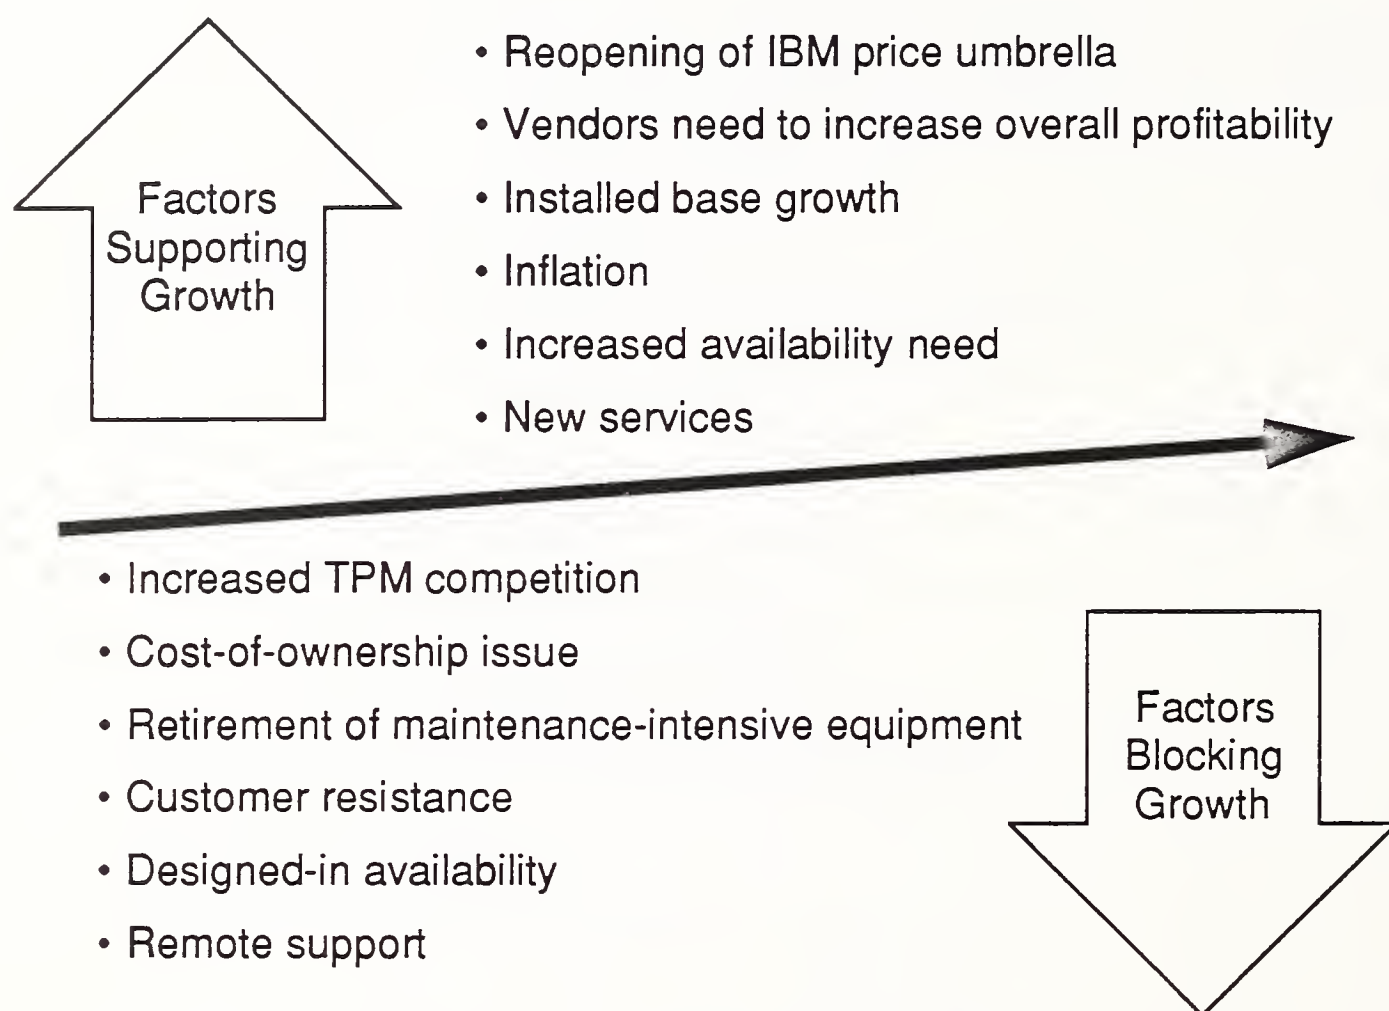 Factors
Supporting
Growth
• Reopening of IBM price umbrella
• Vendors need to increase overall profitability
• Installed base growth
• Inflation
• Increased availability need
• New services
• Increased TPM competition
• Cost-of-ownership issue
• Retirement of maintenance-intensive equipment
• Customer resistance
• Designed-in availability
• Remote support
Factors
Blocking
Growth